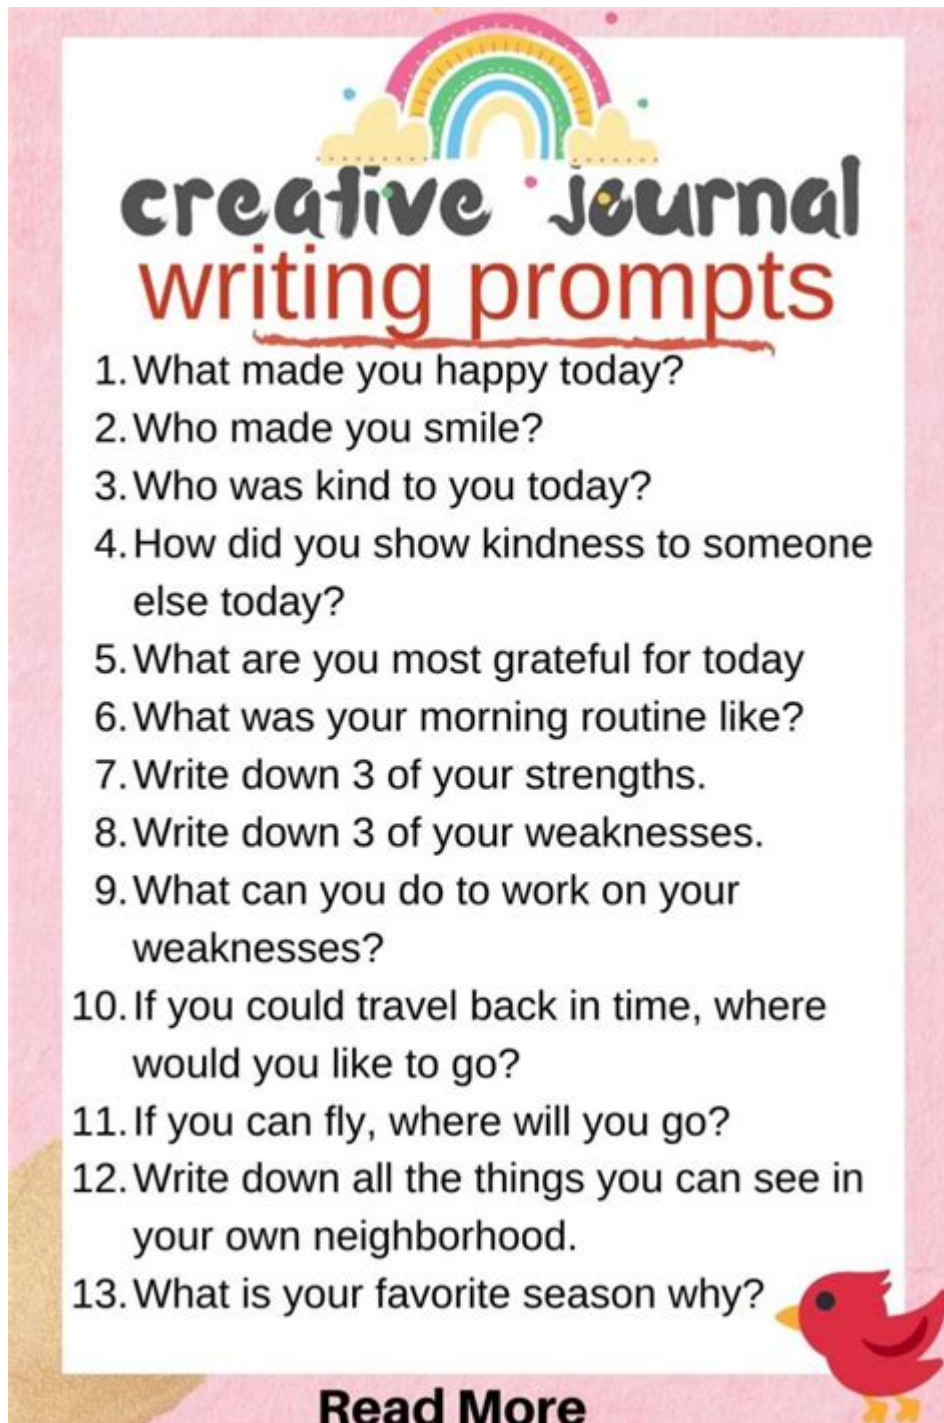 creative journal
writing prompts
1. What made you happy today?
2. Who made you smile?
3. Who was kind to you today?
4. How did you show kindness to someone
else today?
5. What are you most grateful for today
6. What was your morning routine like?
7. Write down 3 of your strengths.
8. Write down 3 of your weaknesses.
9. What can you do to work on your
weaknesses?
10. If you could travel back in time, where
would you like to go?
11. If you can fly, where will you go?
12. Write down all the things you can see in
your own neighborhood.
13. What is your favorite season why?
Read More